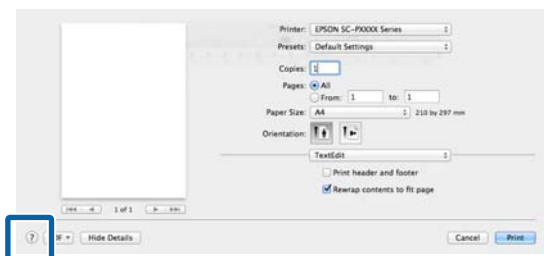 Printer: EPSON SC-PXXXX Series
Presets: Default Settings
Copies: 1
Pages: All
From: 1 to: 1
Paper Size: A4 210 by 297 mm
Orientation:
TextEdit
Print header and footer
Rewrap contents to fit page
1 of 1
? DF Hide Details Cancel Print